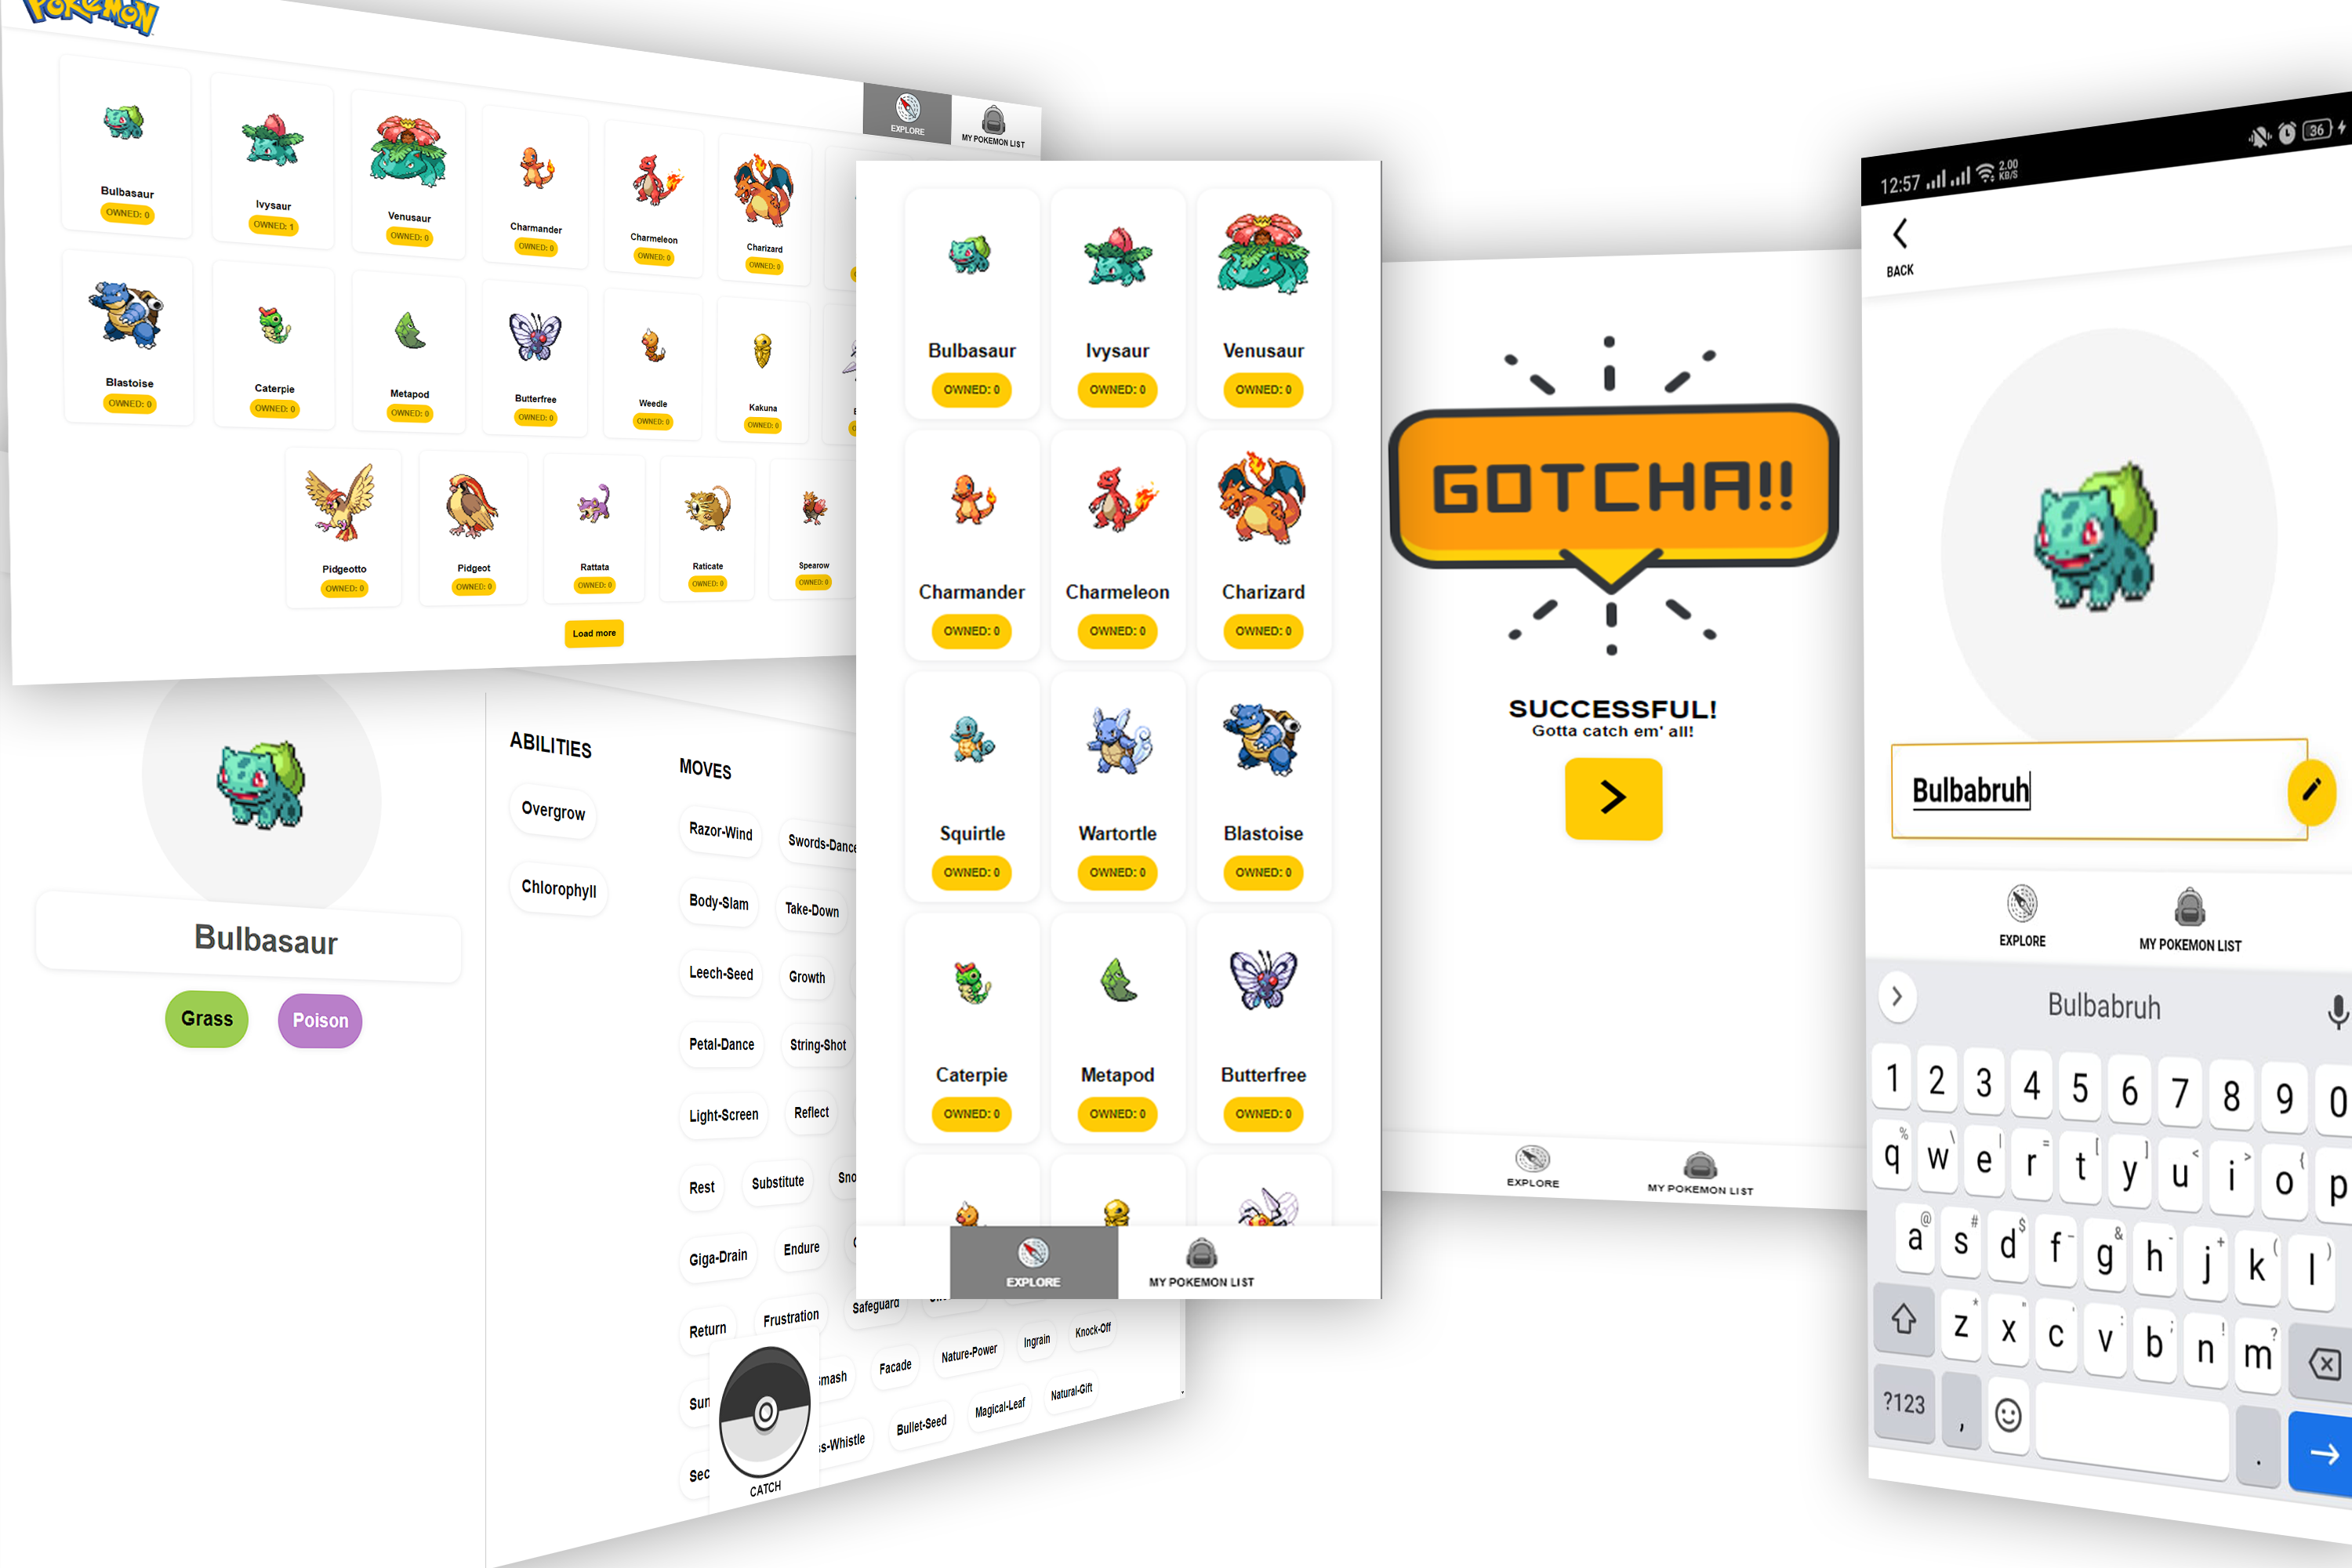 POKéMON
EXPLORE
MY POKEMON LIST
Bulbasaur
OWNED: 0
Ivysaur
OWNED: 1
Venusaur
OWNED: 0
Charmander
OWNED: 0
Charmeleon
OWNED: 0
Charizard
OWNED: 0
Blastoise
OWNED: 0
Caterpie
OWNED: 0
Metapod
OWNED: 0
Butterfree
OWNED: 0
Weedle
OWNED: 0
Kakuna
OWNED: 0
Pidgeotto
OWNED: 0
Pidgeot
OWNED: 0
Rattata
OWNED: 0
Raticate
OWNED: 0
Spearow
OWNED: 0
Load more
Bulbasaur
Grass Poison
ABILITIES
Overgrow
Chlorophyll
MOVES
Razor-Wind Swords-Dance
Body-Slam Take-Down
Leech-Seed Growth
Petal-Dance String-Shot
Light-Screen Reflect
Rest Substitute Sno
Giga-Drain Endure
Return Frustration Safeguard
Sun smash Facade Nature-Power Ingrain Knock-Off
Sec ss-Whistle Bullet-Seed Magical-Leaf Natural-Gift
CATCH
Bulbasaur Ivysaur Venusaur
OWNED: 0 OWNED: 0 OWNED: 0
Charmander Charmeleon Charizard
OWNED: 0 OWNED: 0 OWNED: 0
Squirtle Wartortle Blastoise
OWNED: 0 OWNED: 0 OWNED: 0
Caterpie Metapod Butterfree
OWNED: 0 OWNED: 0 OWNED: 0
EXPLORE MY POKEMON LIST
GOTCHA!!
SUCCESSFUL!
Gotta catch em' all!
EXPLORE MY POKEMON LIST
12:57 2.00 KB/S 36
BACK
Bulbabruh
EXPLORE MY POKEMON LIST
Bulbabruh
1 2 3 4 5 6 7 8 9 0
% \ | = [ ] < > {
q w e r t y u i o p
@ # $ - & - + ( )
a s d f g h j k l
* " ' : ; ! ?
z x c v b n m
?123 , .